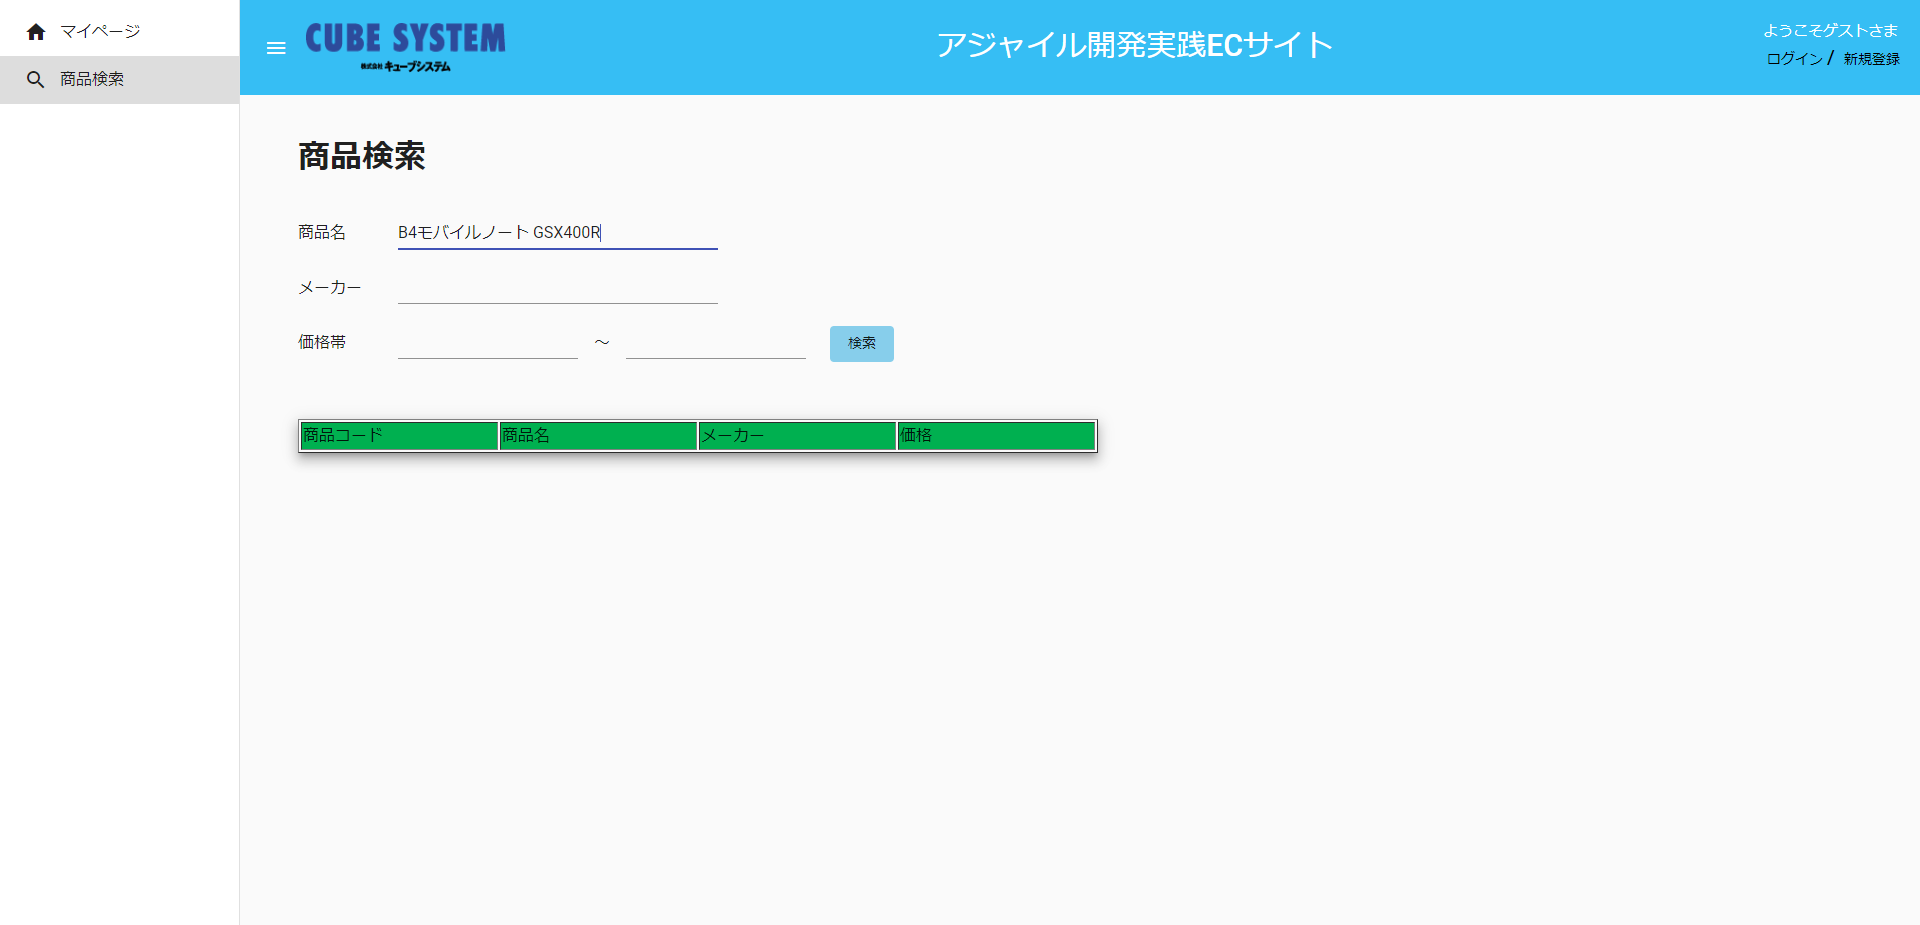 マイページ
商品検索
CUBE SYSTEM
株式会社 キューブシステム
アジャイル開発実践ECサイト
ようこそゲストさま
ログイン / 新規登録
商品検索
商品名 B4モバイルノート GSX400R
メーカー
価格帯 ～ 検索
商品コード 商品名 メーカー 価格